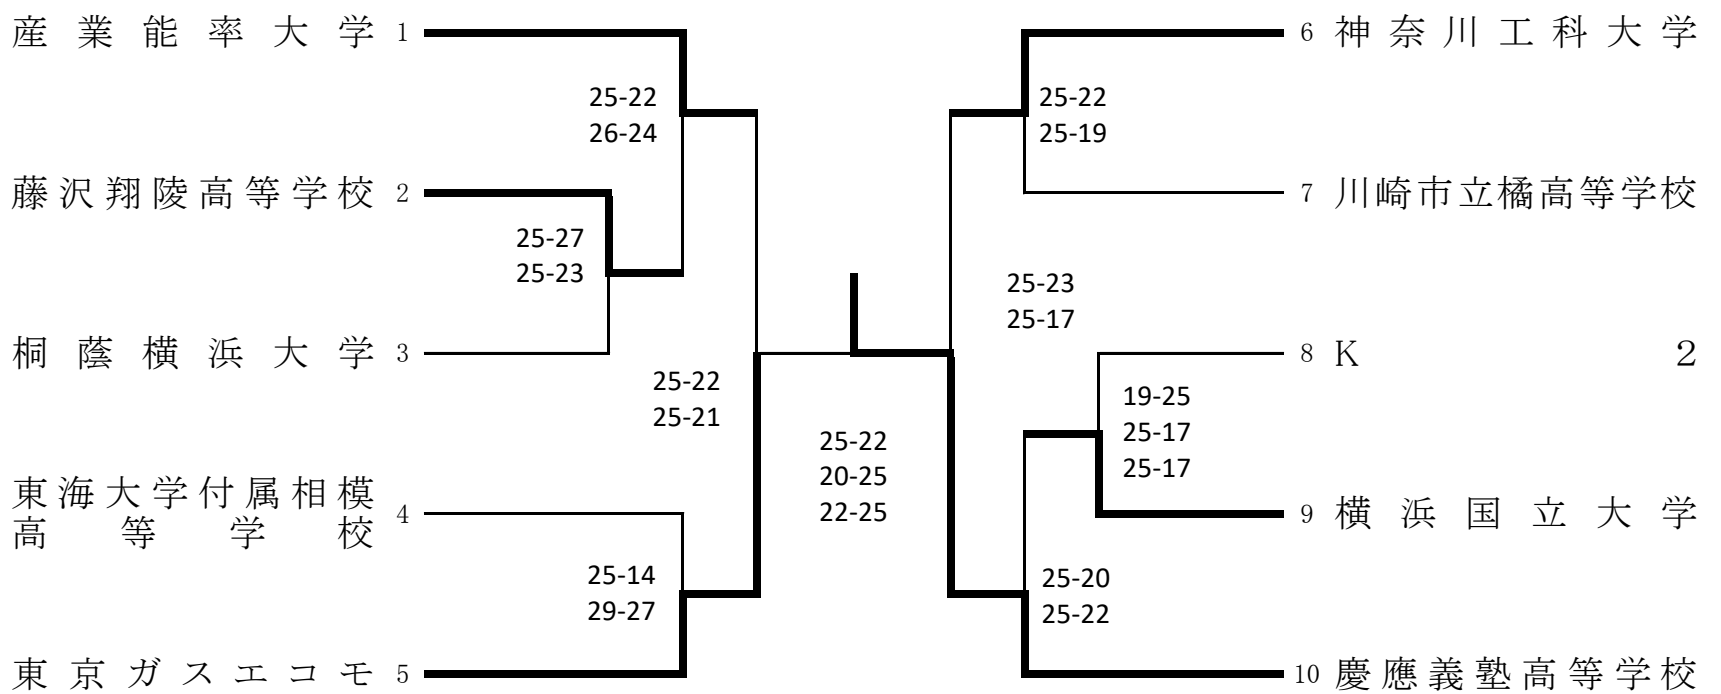 産業能率大学 1
25-22
26-24
藤沢翔陵高等学校 2
25-27
25-23
桐蔭横浜大学 3
25-22
25-21
東海大学付属相模
高等学校 4
25-14
29-27
東京ガスエコモ 5
25-22
20-25
22-25
6 神奈川工科大学
25-22
25-19
7 川崎市立橘高等学校
25-23
25-17
8 K2
19-25
25-17
25-17
9 横浜国立大学
25-20
25-22
10 慶應義塾高等学校